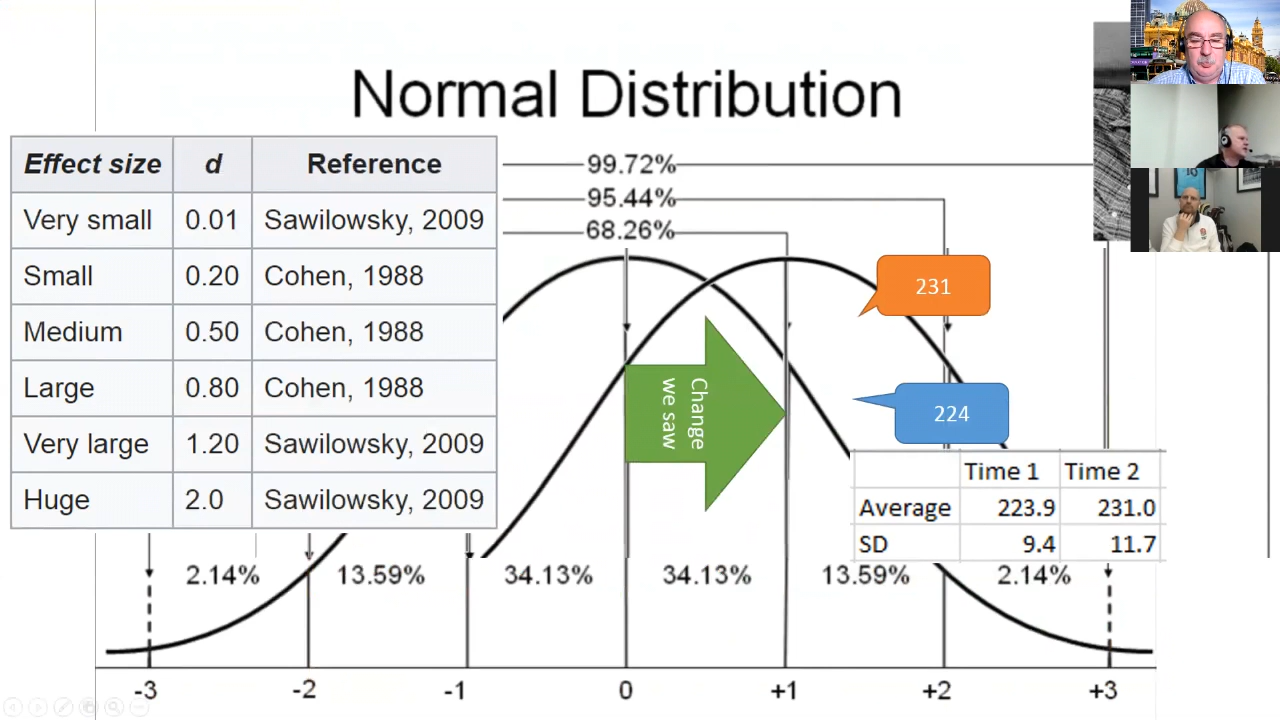 Normal Distribution
Effect size d Reference
Very small 0.01 Sawilowsky, 2009
Small 0.20 Cohen, 1988
Medium 0.50 Cohen, 1988
Large 0.80 Cohen, 1988
Very large 1.20 Sawilowsky, 2009
Huge 2.0 Sawilowsky, 2009
99.72%
95.44%
68.26%
231
Change
we saw
224
Time 1 Time 2
Average 223.9 231.0
SD 9.4 11.7
2.14% 13.59% 34.13% 34.13% 13.59% 2.14%
-3 -2 -1 0 +1 +2 +3